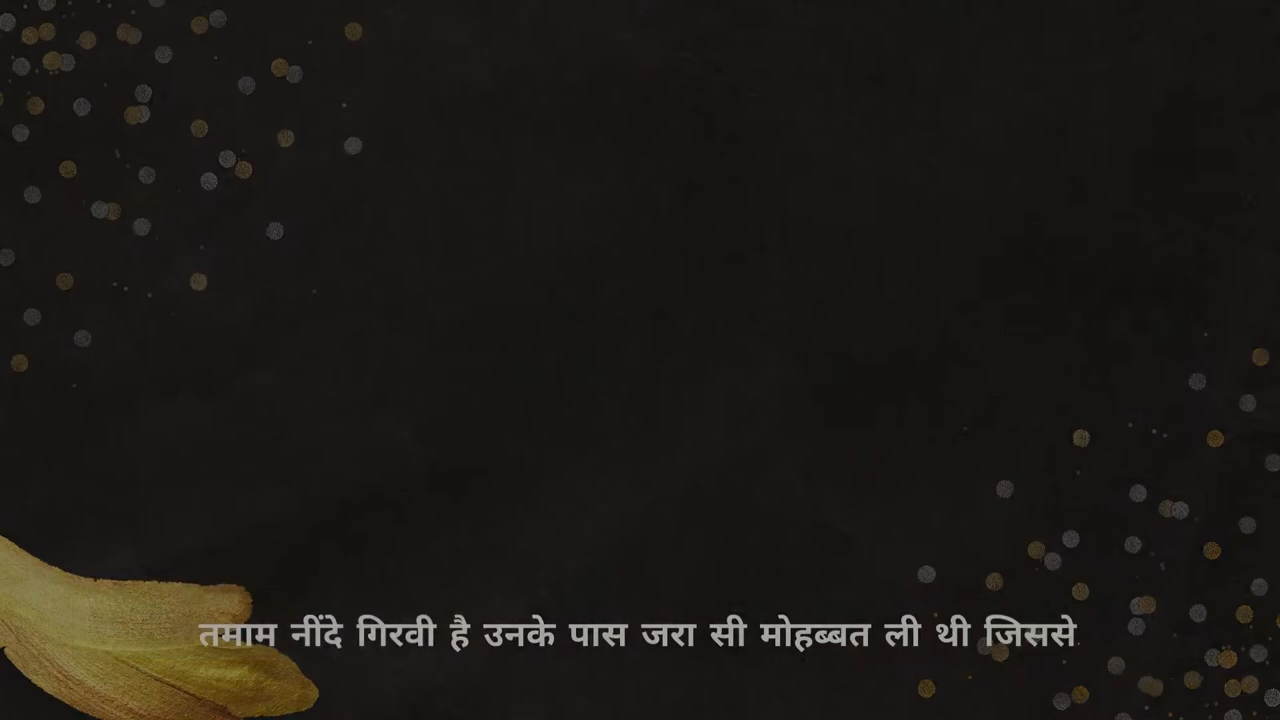 तमाम नींदे गिरवी है उनके पास जरा सी मोहब्बत ली थी जिससे